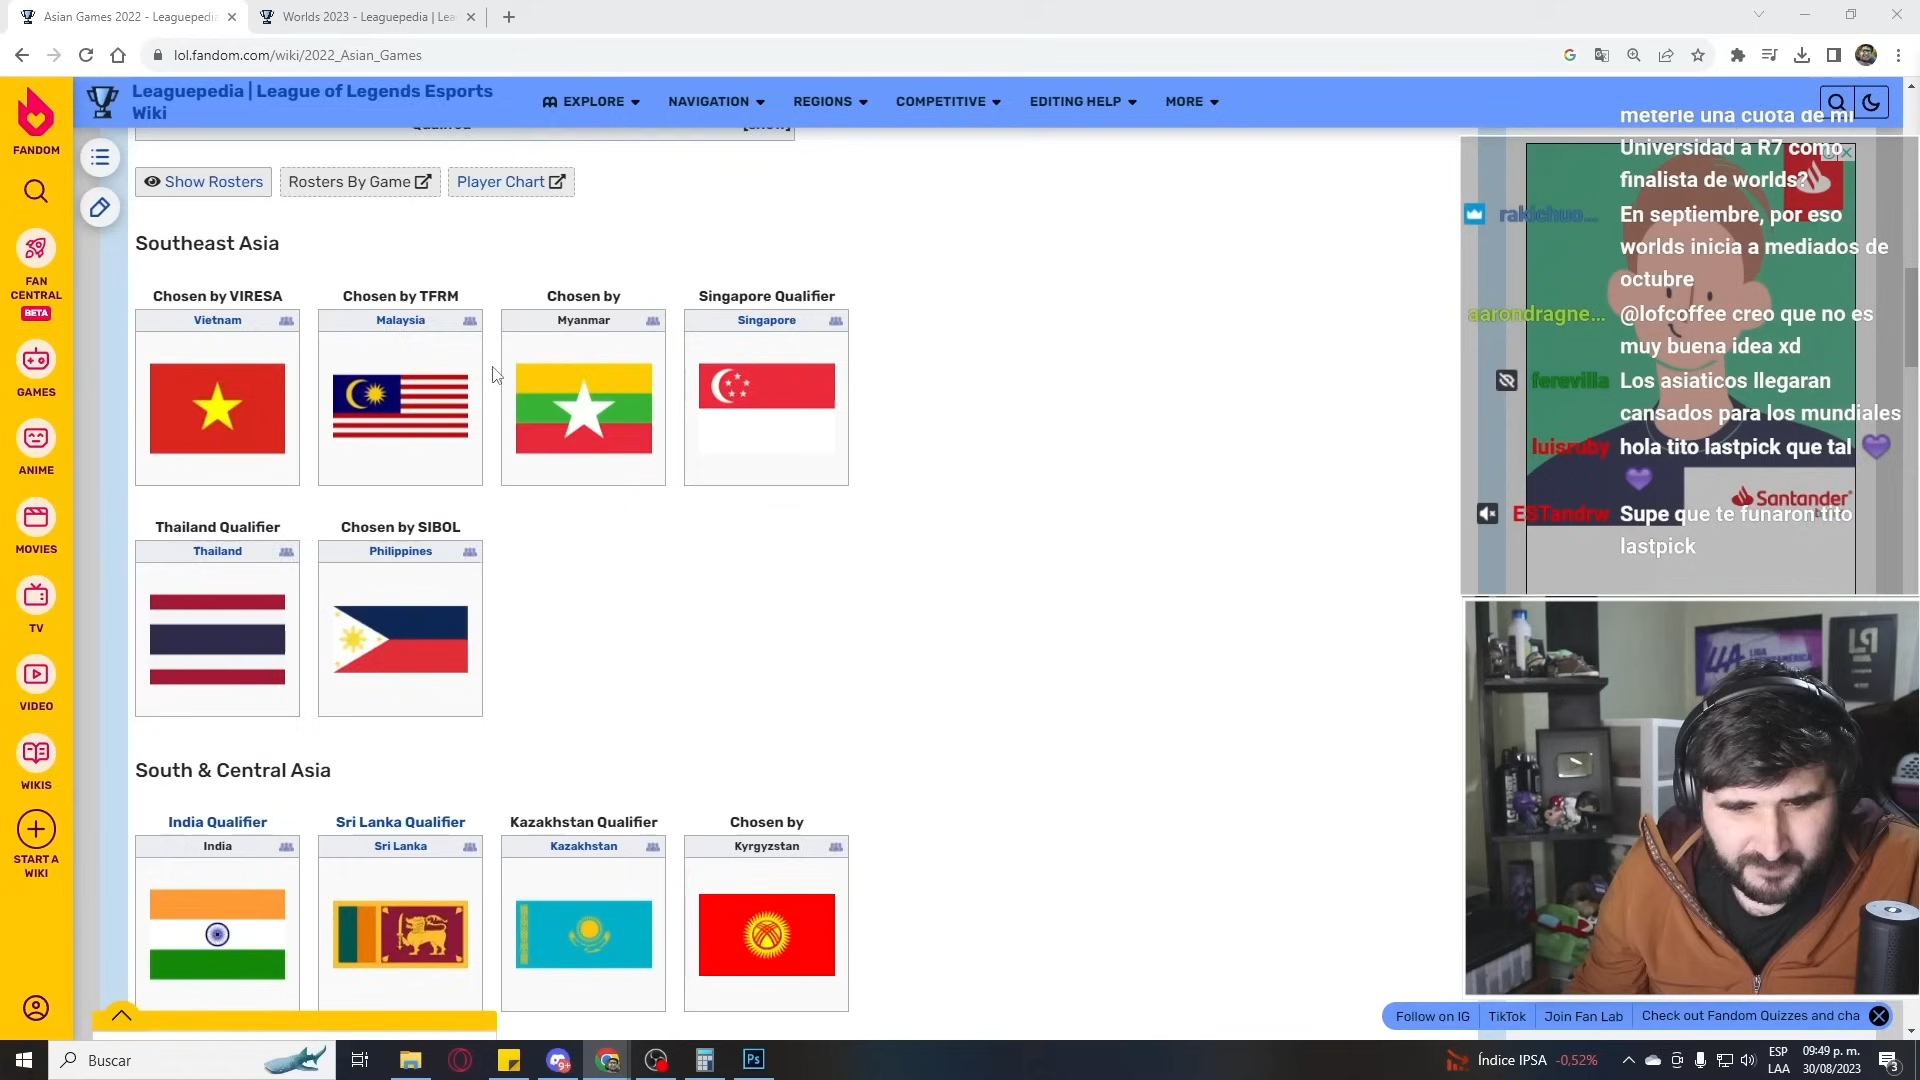 Asian Games 2022 - Leaguepedia
Worlds 2023 - Leaguepedia | Lea
lol.fandom.com/wiki/2022_Asian_Games
FANDOM
Leaguepedia | League of Legends Esports
Wiki
EXPLORE
NAVIGATION
REGIONS
COMPETITIVE
EDITING HELP
MORE
FAN
CENTRAL
BETA
GAMES
ANIME
MOVIES
TV
VIDEO
WIKIS
START A
WIKI
Show Rosters
Rosters By Game
Player Chart
Southeast Asia
Chosen by VIRESA
Vietnam
Chosen by TFRM
Malaysia
Chosen by
Myanmar
Singapore Qualifier
Singapore
Thailand Qualifier
Thailand
Chosen by SIBOL
Philippines
South & Central Asia
India Qualifier
India
Sri Lanka Qualifier
Sri Lanka
Kazakhstan Qualifier
Kazakhstan
Chosen by
Kyrgyzstan
meterle una cuota de mi
Universidad a R7 como
finalista de worlds?
rakichuo...
En septiembre, por eso
worlds inicia a mediados de
octubre
aarondragne...
@lofcoffee creo que no es
muy buena idea xd
ferevilla
Los asiaticos llegaran
cansados para los mundiales
luisruby
hola tito lastpick que tal
ESTandrw
Supe que te funaron tito
lastpick
Santander
Follow on IG
TikTok
Join Fan Lab
Check out Fandom Quizzes and cha
Buscar
9+
Ps
Índice IPSA -0,52%
ESP
LAA
09:49 p. m.
30/08/2023
3